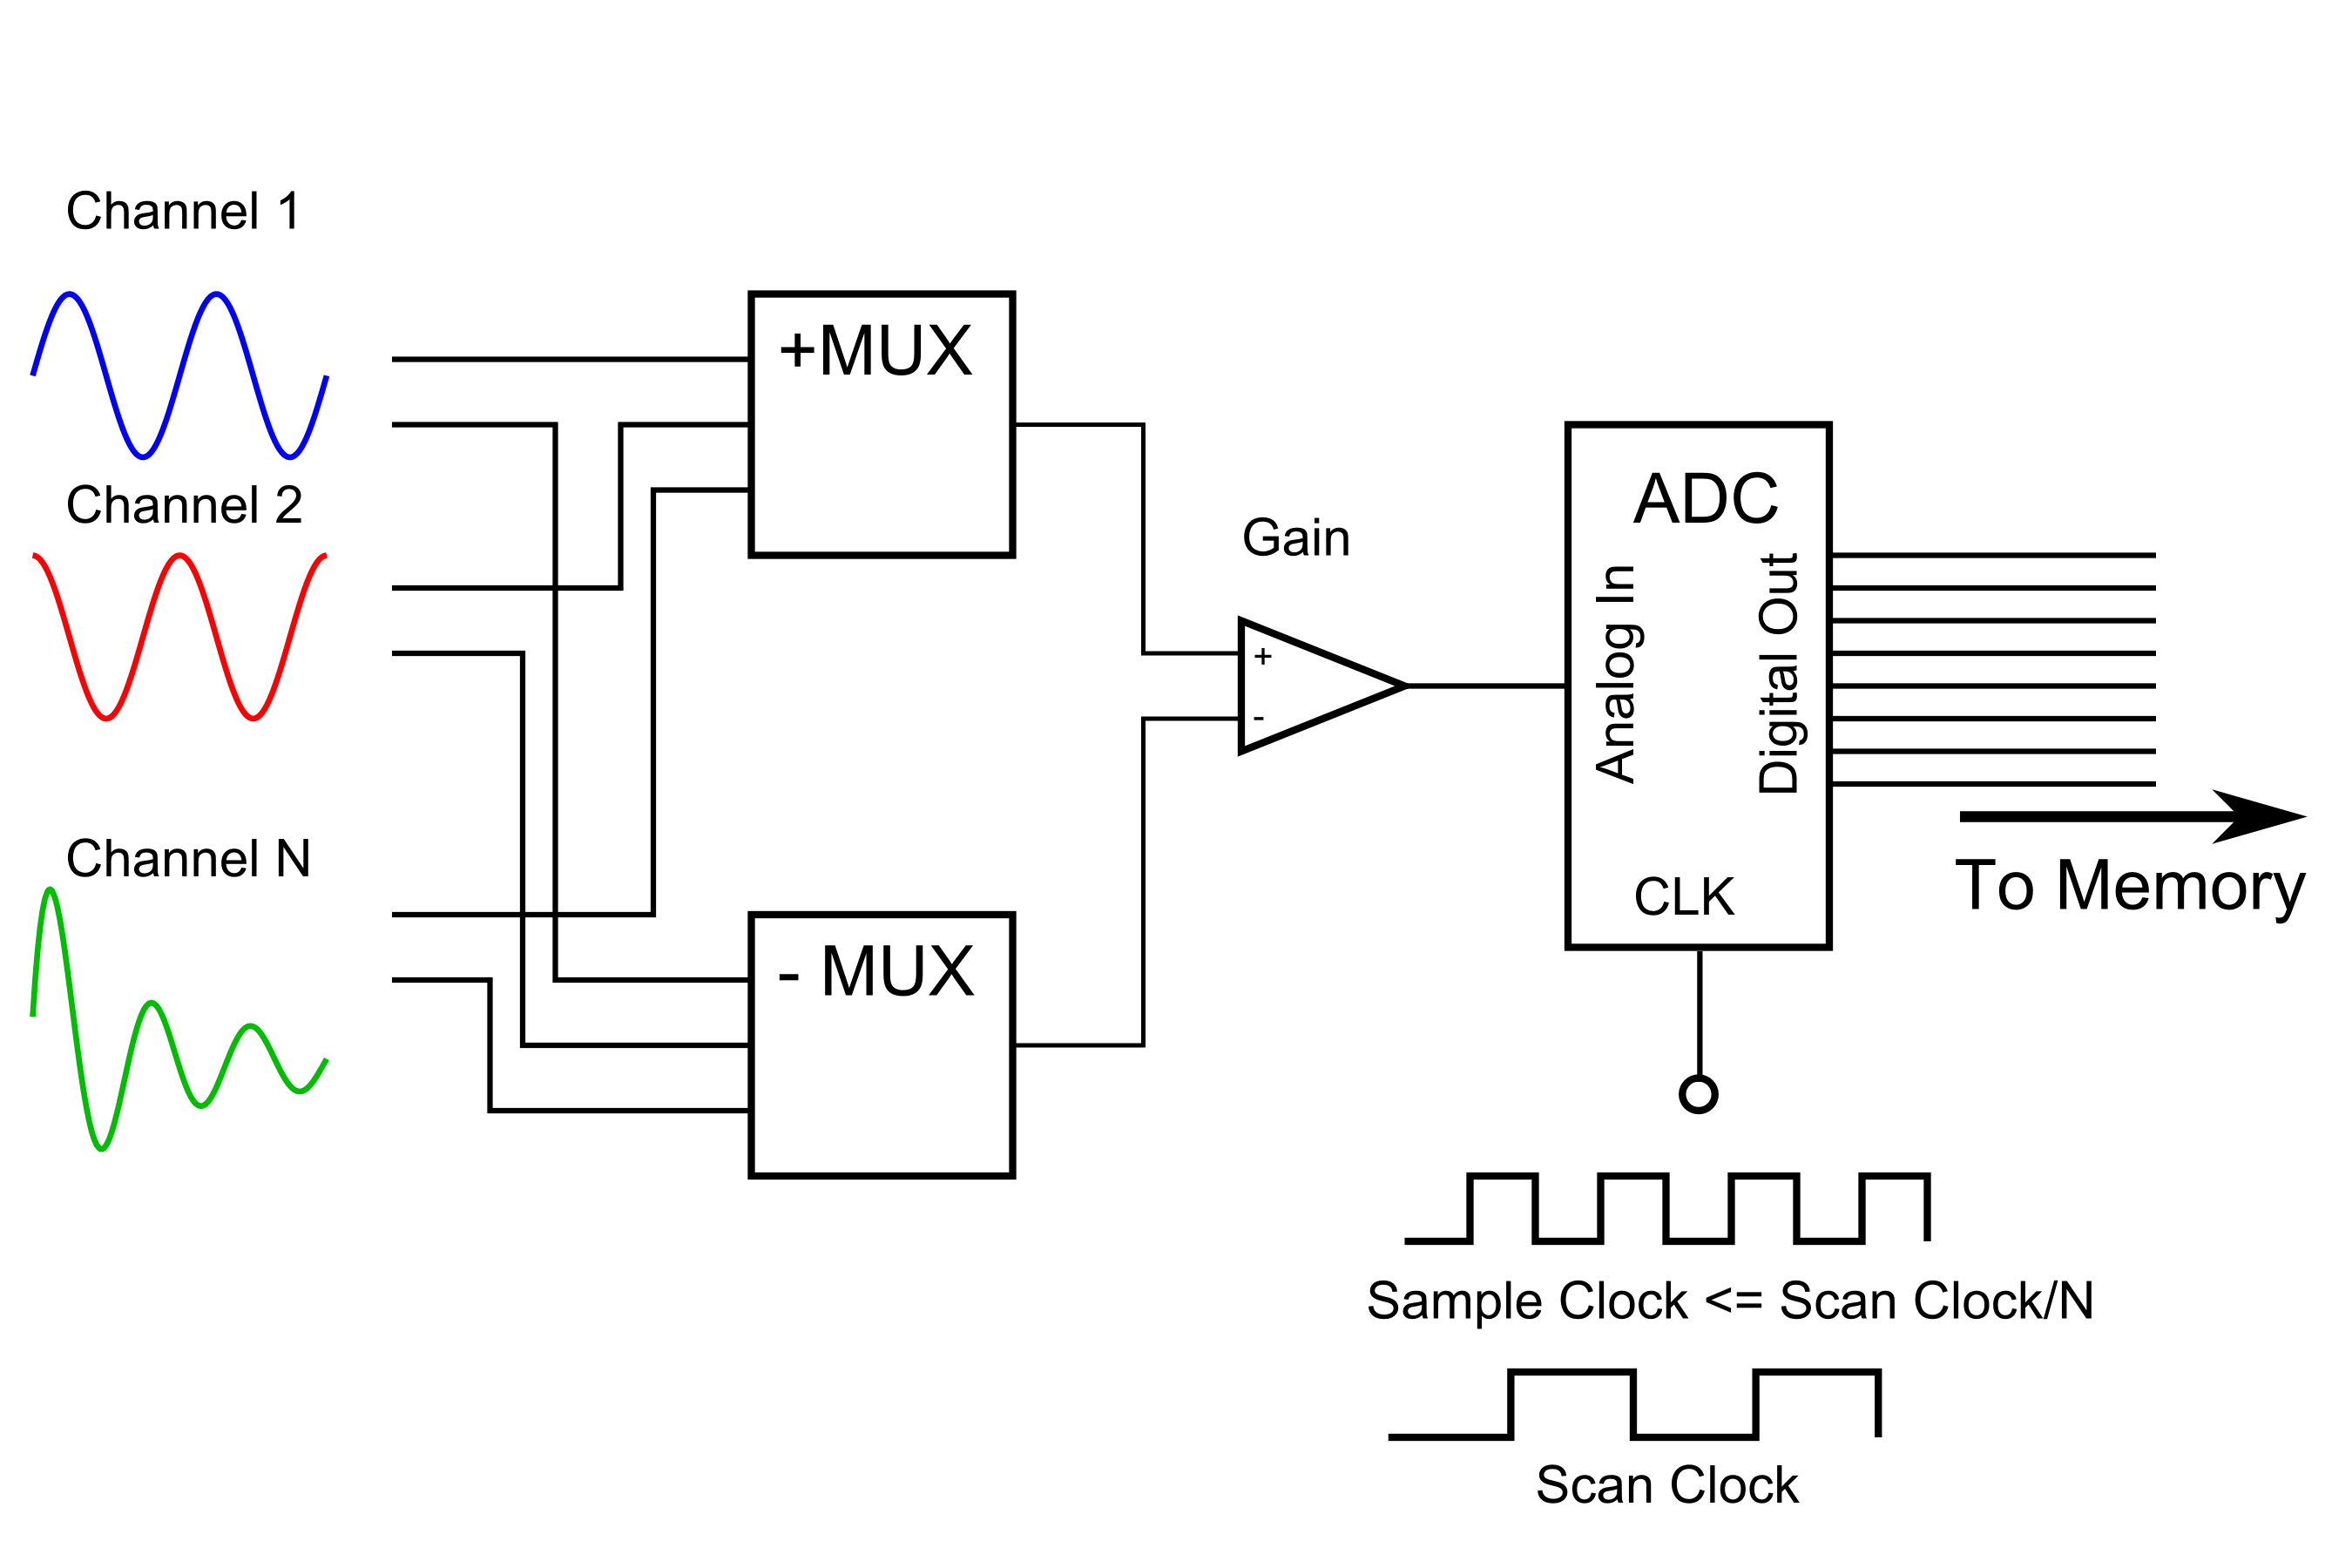 Channel 1
+MUX
Channel 2
ADC
Gain
+
-
Analog In
Digital Out
Channel N
CLK
To Memory
- MUX
Sample Clock <= Scan Clock/N
Scan Clock